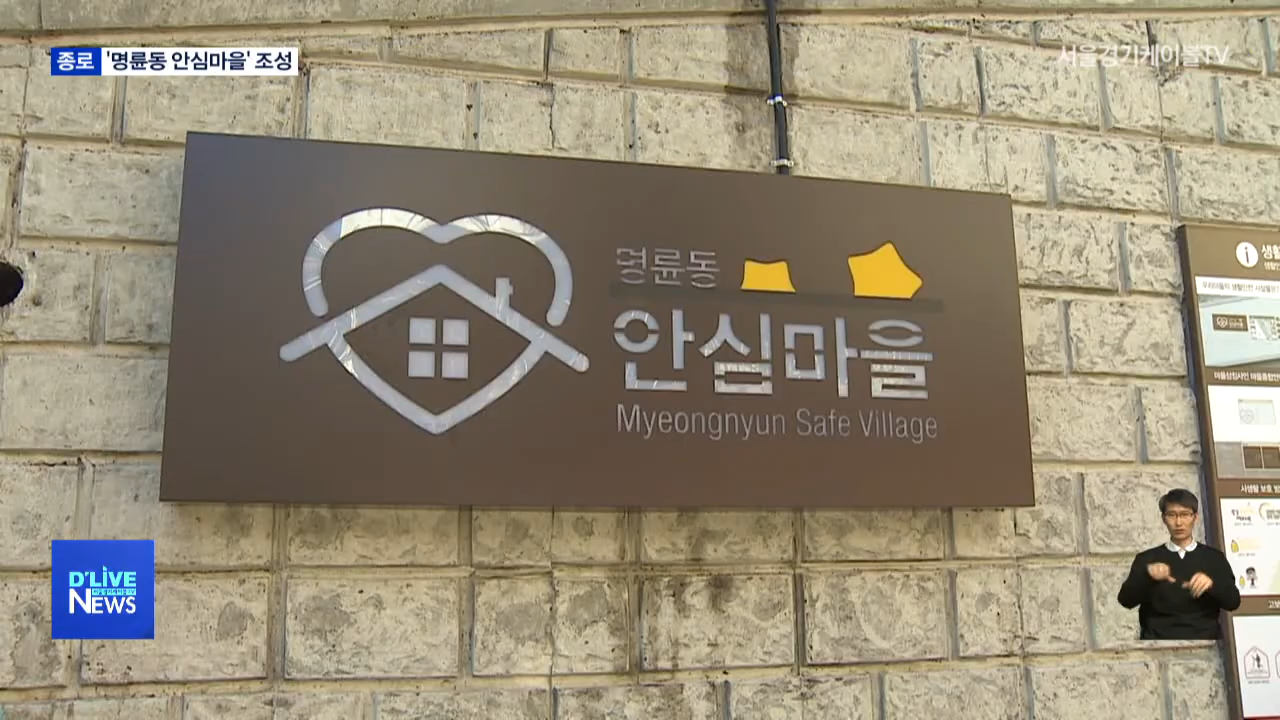 종로 '명륜동 안심마을' 조성
서울경기케이블TV
명륜동
안심마을
Myeongnyun Safe Village
D'LIVE
NEWS